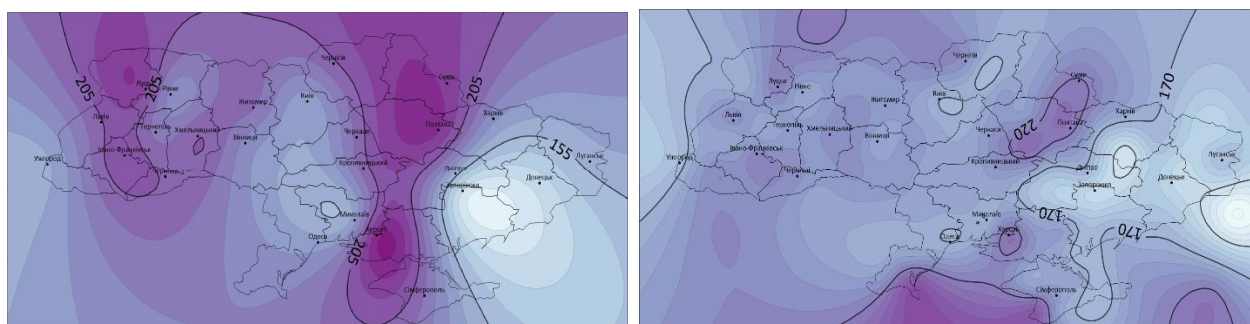 Чернігів
205
205
205
Луцьк
Рівне
Суми
Київ
Житомир
Львів
Харків
Полтава
Тернопіль
Хмельницький
Вінниця
Черкаси
155
Івано-Франківськ
Ужгород
Луганськ
Кропивницький
Дніпро
Чернівці
Донецьк
Запоріжжя
Миколаїв
Одеса
Херсон
205
Сімферополь
Чернігів
Суми
170
Луцьк
Рівне
Київ
Житомир
Львів
Харків
220
Полтава
Тернопіль
Хмельницький
Вінниця
Черкаси
Івано-Франківськ
Ужгород
Луганськ
Кропивницький
Дніпро
Чернівці
Донецьк
Запоріжжя
170
Миколаїв
Одеса
Херсон
170
Сімферополь